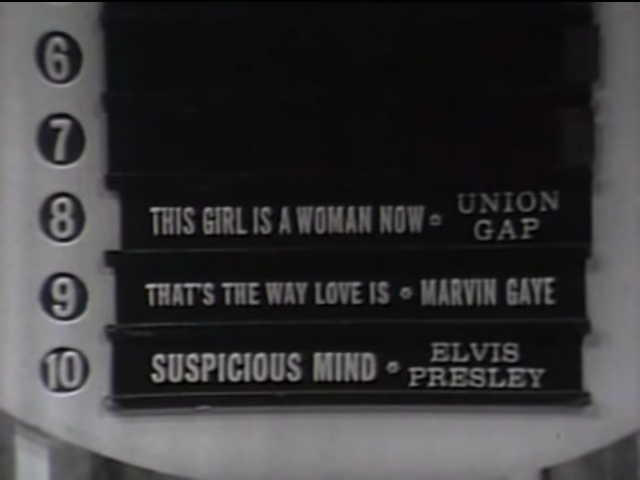 6
7
8 THIS GIRL IS A WOMAN NOW • UNION GAP
9 THAT'S THE WAY LOVE IS • MARVIN GAYE
10 SUSPICIOUS MIND • ELVIS PRESLEY